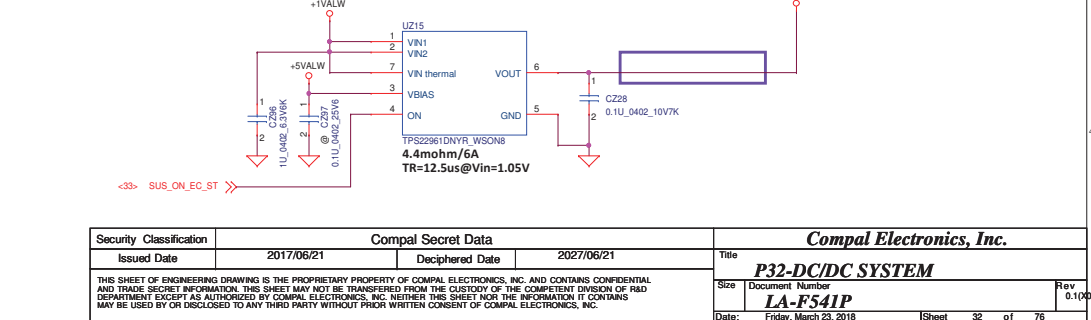 +1VALW
UZ15
1
2
VIN1
VIN2
+5VALW
7
VIN thermal
VOUT
6
3
VBIAS
1
CZ28
0.1U_0402_10V7K
2
4
ON
GND
5
1
CZ96
1U_0402_6.3V6K
2
1
CZ97
0.1U_0402_25V6
2
@
TPS22961DNYR_WSON8
4.4mohm/6A
TR=12.5us@Vin=1.05V
<33> SUS_ON_EC_ST
Security Classification
Compal Secret Data
Issued Date
2017/06/21
Deciphered Date
2027/06/21
THIS SHEET OF ENGINEERING DRAWING IS THE PROPRIETARY PROPERTY OF COMPAL ELECTRONICS, INC. AND CONTAINS CONFIDENTIAL
AND TRADE SECRET INFORMATION. THIS SHEET MAY NOT BE TRANSFERED FROM THE CUSTODY OF THE COMPETENT DIVISION OF R&D
DEPARTMENT EXCEPT AS AUTHORIZED BY COMPAL ELECTRONICS, INC. NEITHER THIS SHEET NOR THE INFORMATION IT CONTAINS
MAY BE USED BY OR DISCLOSED TO ANY THIRD PARTY WITHOUT PRIOR WRITTEN CONSENT OF COMPAL ELECTRONICS, INC.
Compal Electronics, Inc.
Title
P32-DC/DC SYSTEM
Size
Document Number
Rev
LA-F541P
0.1(X0
Date: Friday, March 23, 2018
Sheet 32 of 76